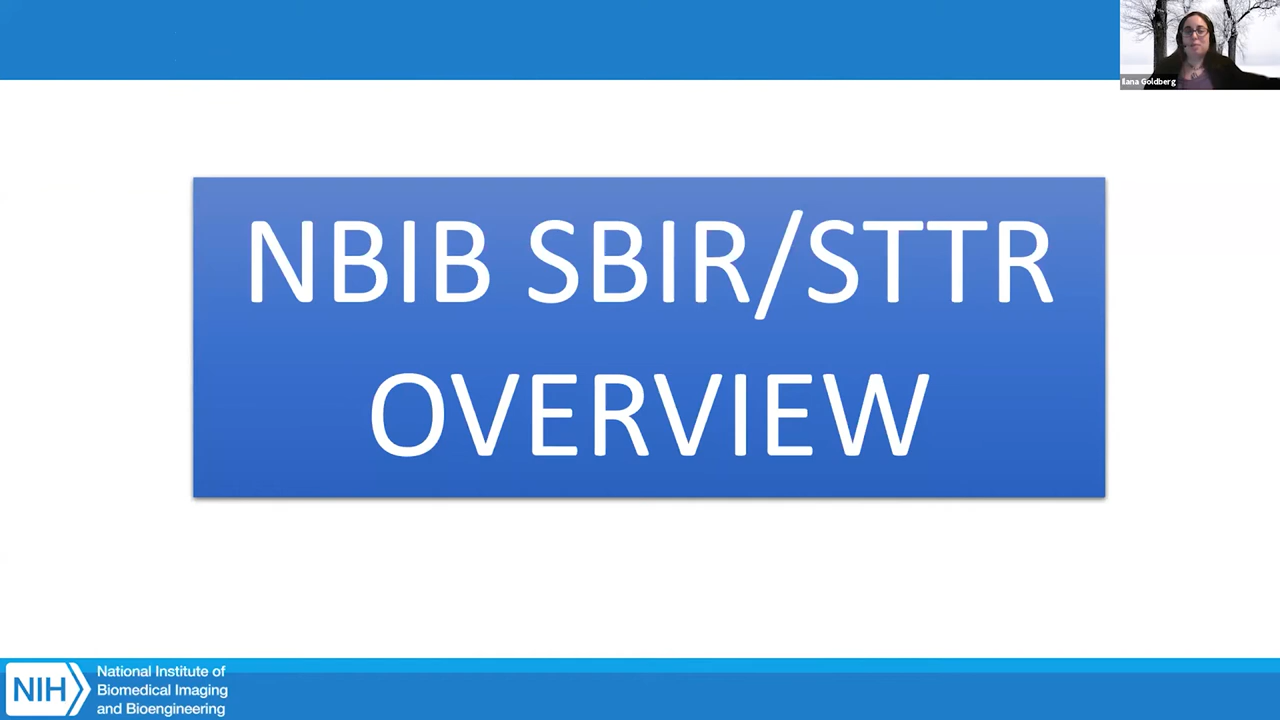 Ilana Goldberg
NBIB SBIR/STTR
OVERVIEW
NIH
National Institute of
Biomedical Imaging
and Bioengineering